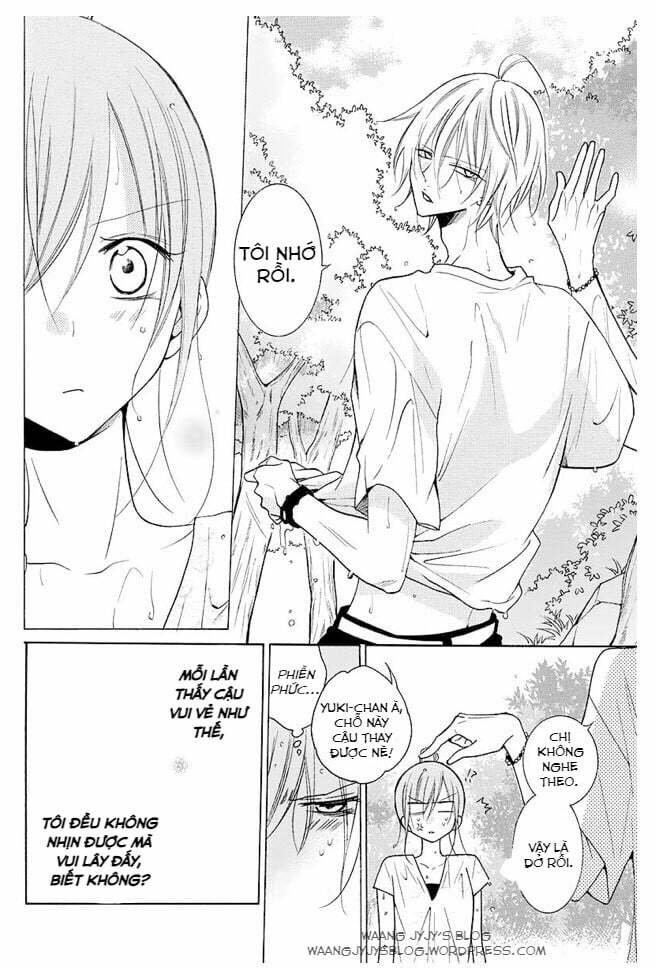 TÔI NHỚ
RỒI.
MỖI LẦN
THẤY CẬU
VUI VẺ NHƯ
THẾ,
TÔI ĐỀU KHÔNG
NHỊN ĐƯỢC MÀ
VUI LÂY ĐẤY,
BIẾT KHÔNG?
PHIỀN
PHỨC...
YUKI-CHAN À,
CHỖ NÀY
CẬU THAY
ĐƯỢC NÈ!
!?
CHỊ
KHÔNG
NGHE
THEO.
VẬY LÀ
DỞ RỒI.
WAANG JYJY'S BLOG
WAANGJYJYSBLOG.WORDPRESS.COM